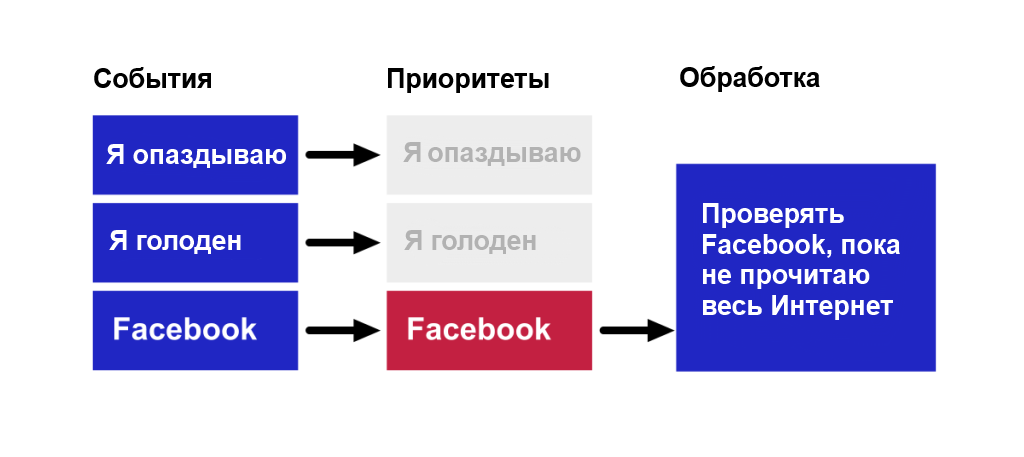 События
Приоритеты
Обработка
Я опаздываю
Я опаздываю
Я голоден
Я голоден
Facebook
Facebook
Проверять
Facebook, пока
не прочитаю
весь Интернет